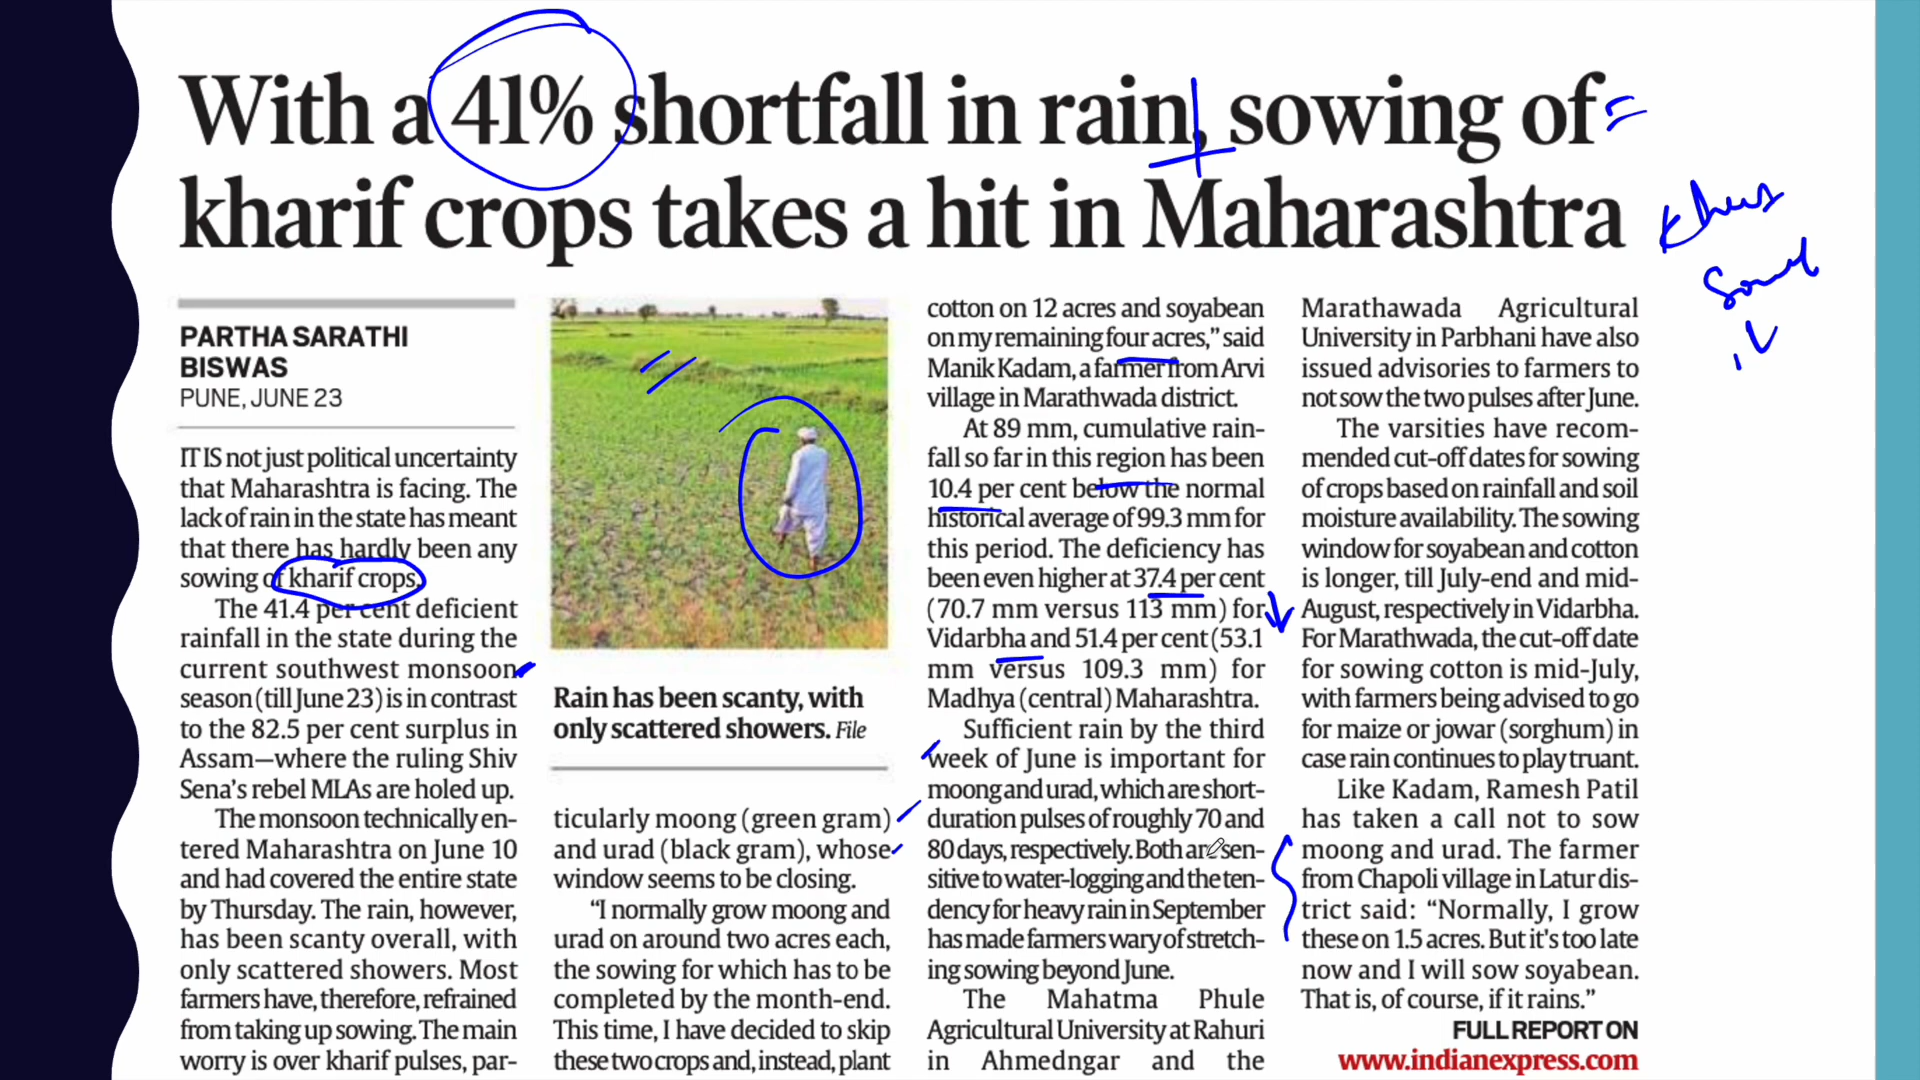 With a 41% shortfall in rain, sowing of
kharif crops takes a hit in Maharashtra
PARTHA SARATHI
BISWAS
PUNE, JUNE 23
IT IS not just political uncertainty
that Maharashtra is facing. The
lack of rain in the state has meant
that there has hardly been any
sowing of kharif crops.
The 41.4 per cent deficient
rainfall in the state during the
current southwest monsoon
season (till June 23) is in contrast
to the 82.5 per cent surplus in
Assam—where the ruling Shiv
Sena's rebel MLAs are holed up.
The monsoon technically en-
tered Maharashtra on June 10
and had covered the entire state
by Thursday. The rain, however,
has been scanty overall, with
only scattered showers. Most
farmers have, therefore, refrained
from taking up sowing. The main
worry is over kharif pulses, par-
Rain has been scanty, with
only scattered showers. File
ticularly moong (green gram)
and urad (black gram), whose
window seems to be closing.
“I normally grow moong and
urad on around two acres each,
the sowing for which has to be
completed by the month-end.
This time, I have decided to skip
these two crops and, instead, plant
cotton on 12 acres and soyabean
on my remaining four acres,” said
Manik Kadam, a farmer from Arvi
village in Marathwada district.
At 89 mm, cumulative rain-
fall so far in this region has been
10.4 per cent below the normal
historical average of 99.3 mm for
this period. The deficiency has
been even higher at 37.4 per cent
(70.7 mm versus 113 mm) for
Vidarbha and 51.4 per cent (53.1
mm versus 109.3 mm) for
Madhya (central) Maharashtra.
Sufficient rain by the third
week of June is important for
moong and urad, which are short-
duration pulses of roughly 70 and
80 days, respectively. Both are sen-
sitive to water-logging and the ten-
dency for heavy rain in September
has made farmers wary of stretch-
ing sowing beyond June.
The Mahatma Phule
Agricultural University at Rahuri
in Ahmedngar and the
Marathawada Agricultural
University in Parbhani have also
issued advisories to farmers to
not sow the two pulses after June.
The varsities have recom-
mended cut-off dates for sowing
of crops based on rainfall and soil
moisture availability. The sowing
window for soyabean and cotton
is longer, till July-end and mid-
August, respectively in Vidarbha.
For Marathwada, the cut-off date
for sowing cotton is mid-July,
with farmers being advised to go
for maize or jowar (sorghum) in
case rain continues to play truant.
Like Kadam, Ramesh Patil
has taken a call not to sow
moong and urad. The farmer
from Chapoli village in Latur dis-
trict said: “Normally, I grow
these on 1.5 acres. But it's too late
now and I will sow soyabean.
That is, of course, if it rains.”
FULL REPORT ON
www.indianexpress.com